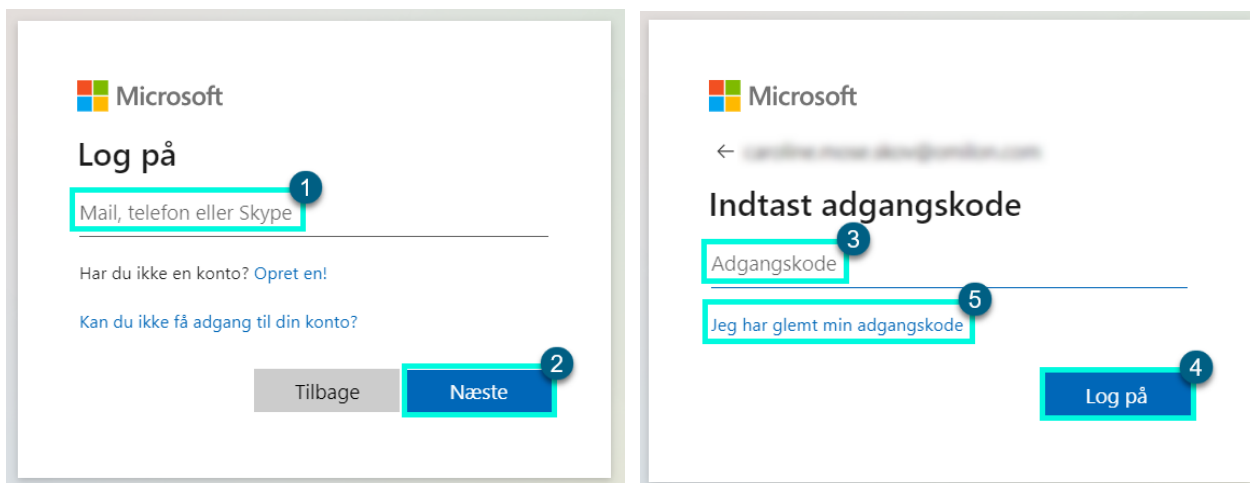 Microsoft
Log på
1
Mail, telefon eller Skype
Har du ikke en konto? Opret en!
Kan du ikke få adgang til din konto?
2
Tilbage
Næste
Microsoft
←
Indtast adgangskode
3
Adgangskode
5
Jeg har glemt min adgangskode
4
Log på